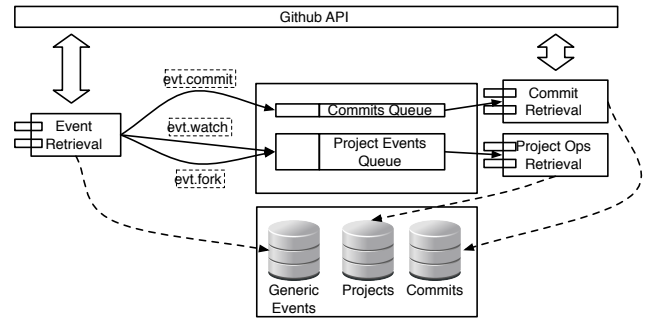 Github API
evt.commit
Commits Queue
Commit
Retrieval
Event
Retrieval
evt.watch
Project Events
Queue
Project Ops
Retrieval
evt.fork
Generic
Events
Projects
Commits